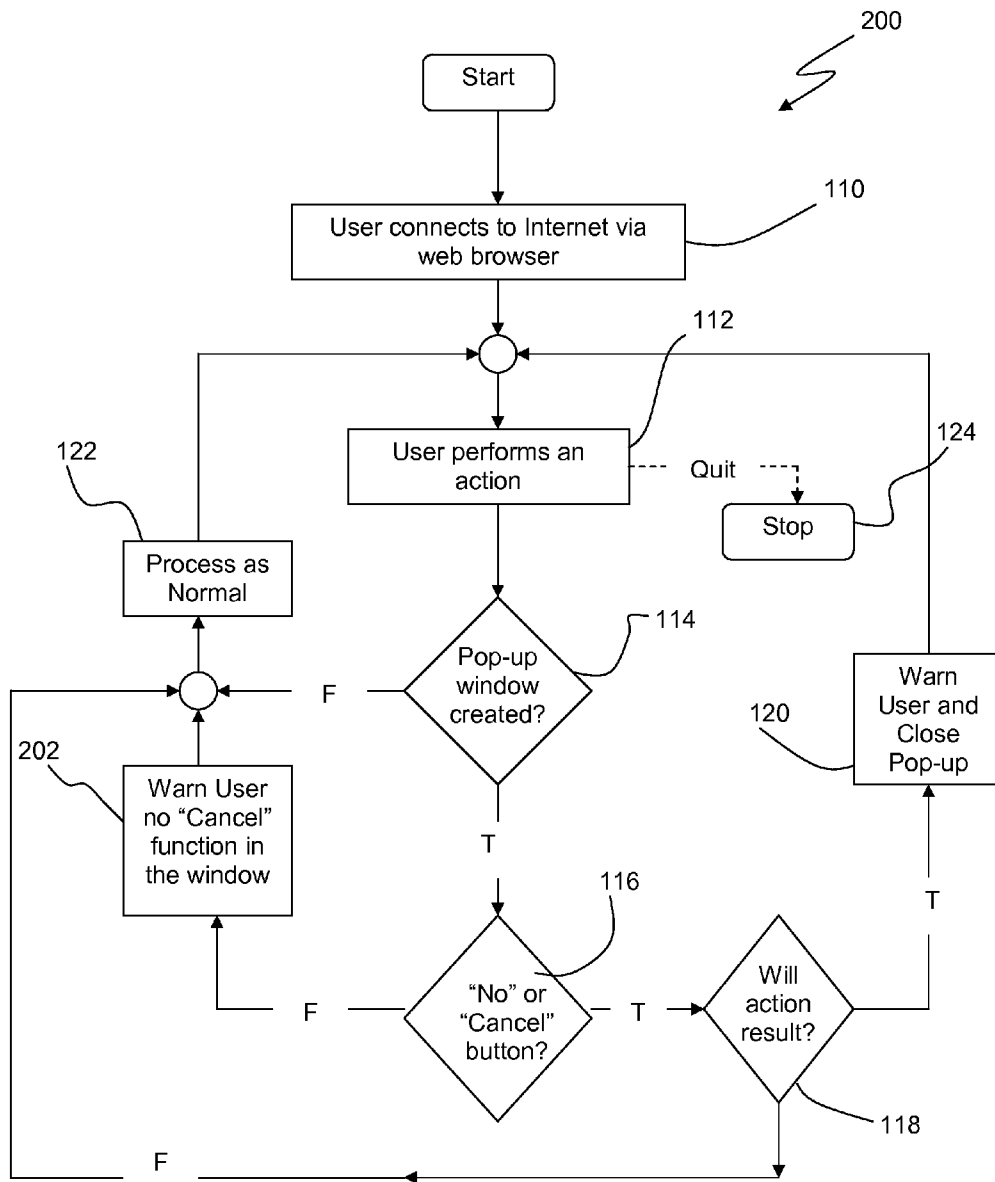 200
Start
110
User connects to Internet via
web browser
112
User performs an
action
Quit
124
Stop
122
Process as
Normal
114
Pop-up
window
created?
F
120
Warn
User and
Close
Pop-up
202
Warn User
no “Cancel”
function in
the window
T
116
“No” or
“Cancel”
button?
F
T
Will
action
result?
T
118
F